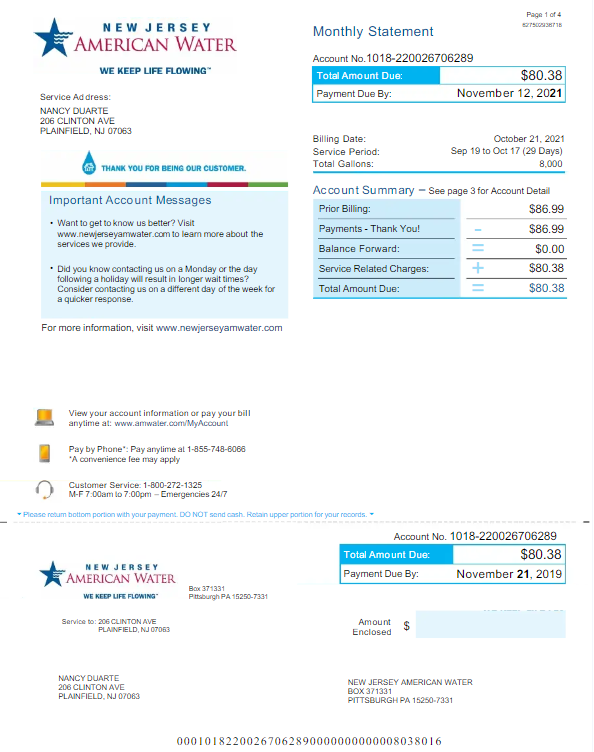 NEW JERSEY
AMERICAN WATER
WE KEEP LIFE FLOWING™
Page 1 of 4
Monthly Statement
Account No. 1018-220026706289
Total Amount Due: $80.38
Payment Due By: November 12, 2021
Service Address:
NANCY DUARTE
206 CLINTON AVE
PLAINFIELD, NJ 07063
Billing Date: October 21, 2021
Service Period: Sep 19 to Oct 17 (29 Days)
Total Gallons: 8,000
THANK YOU FOR BEING OUR CUSTOMER.
Important Account Messages
• Want to get to know us better? Visit
www.newjerseyamwater.com to learn more about the
services we provide.
• Did you know contacting us on a Monday or the day
following a holiday will result in longer wait times?
Consider contacting us on a different day of the week for
a quicker response.
For more information, visit www.newjerseyamwater.com
Account Summary – See page 3 for Account Detail
Prior Billing: $86.99
Payments - Thank You! - $86.99
Balance Forward: = $0.00
Service Related Charges: + $80.38
Total Amount Due: = $80.38
View your account information or pay your bill
anytime at: www.amwater.com/MyAccount
Pay by Phone*: Pay anytime at 1-855-748-6066
*A convenience fee may apply
Customer Service: 1-800-272-1325
M-F 7:00am to 7:00pm – Emergencies 24/7
Please return bottom portion with your payment. DO NOT send cash. Retain upper portion for your records.
Account No. 1018-220026706289
Total Amount Due: $80.38
Payment Due By: November 21, 2019
NEW JERSEY
AMERICAN WATER
WE KEEP LIFE FLOWING™
Box 371331
Pittsburgh PA 15250-7331
Service to: 206 CLINTON AVE
PLAINFIELD, NJ 07063
Amount
Enclosed $
NANCY DUARTE
206 CLINTON AVE
PLAINFIELD, NJ 07063
NEW JERSEY AMERICAN WATER
BOX 371331
PITTSBURGH PA 15250-7331